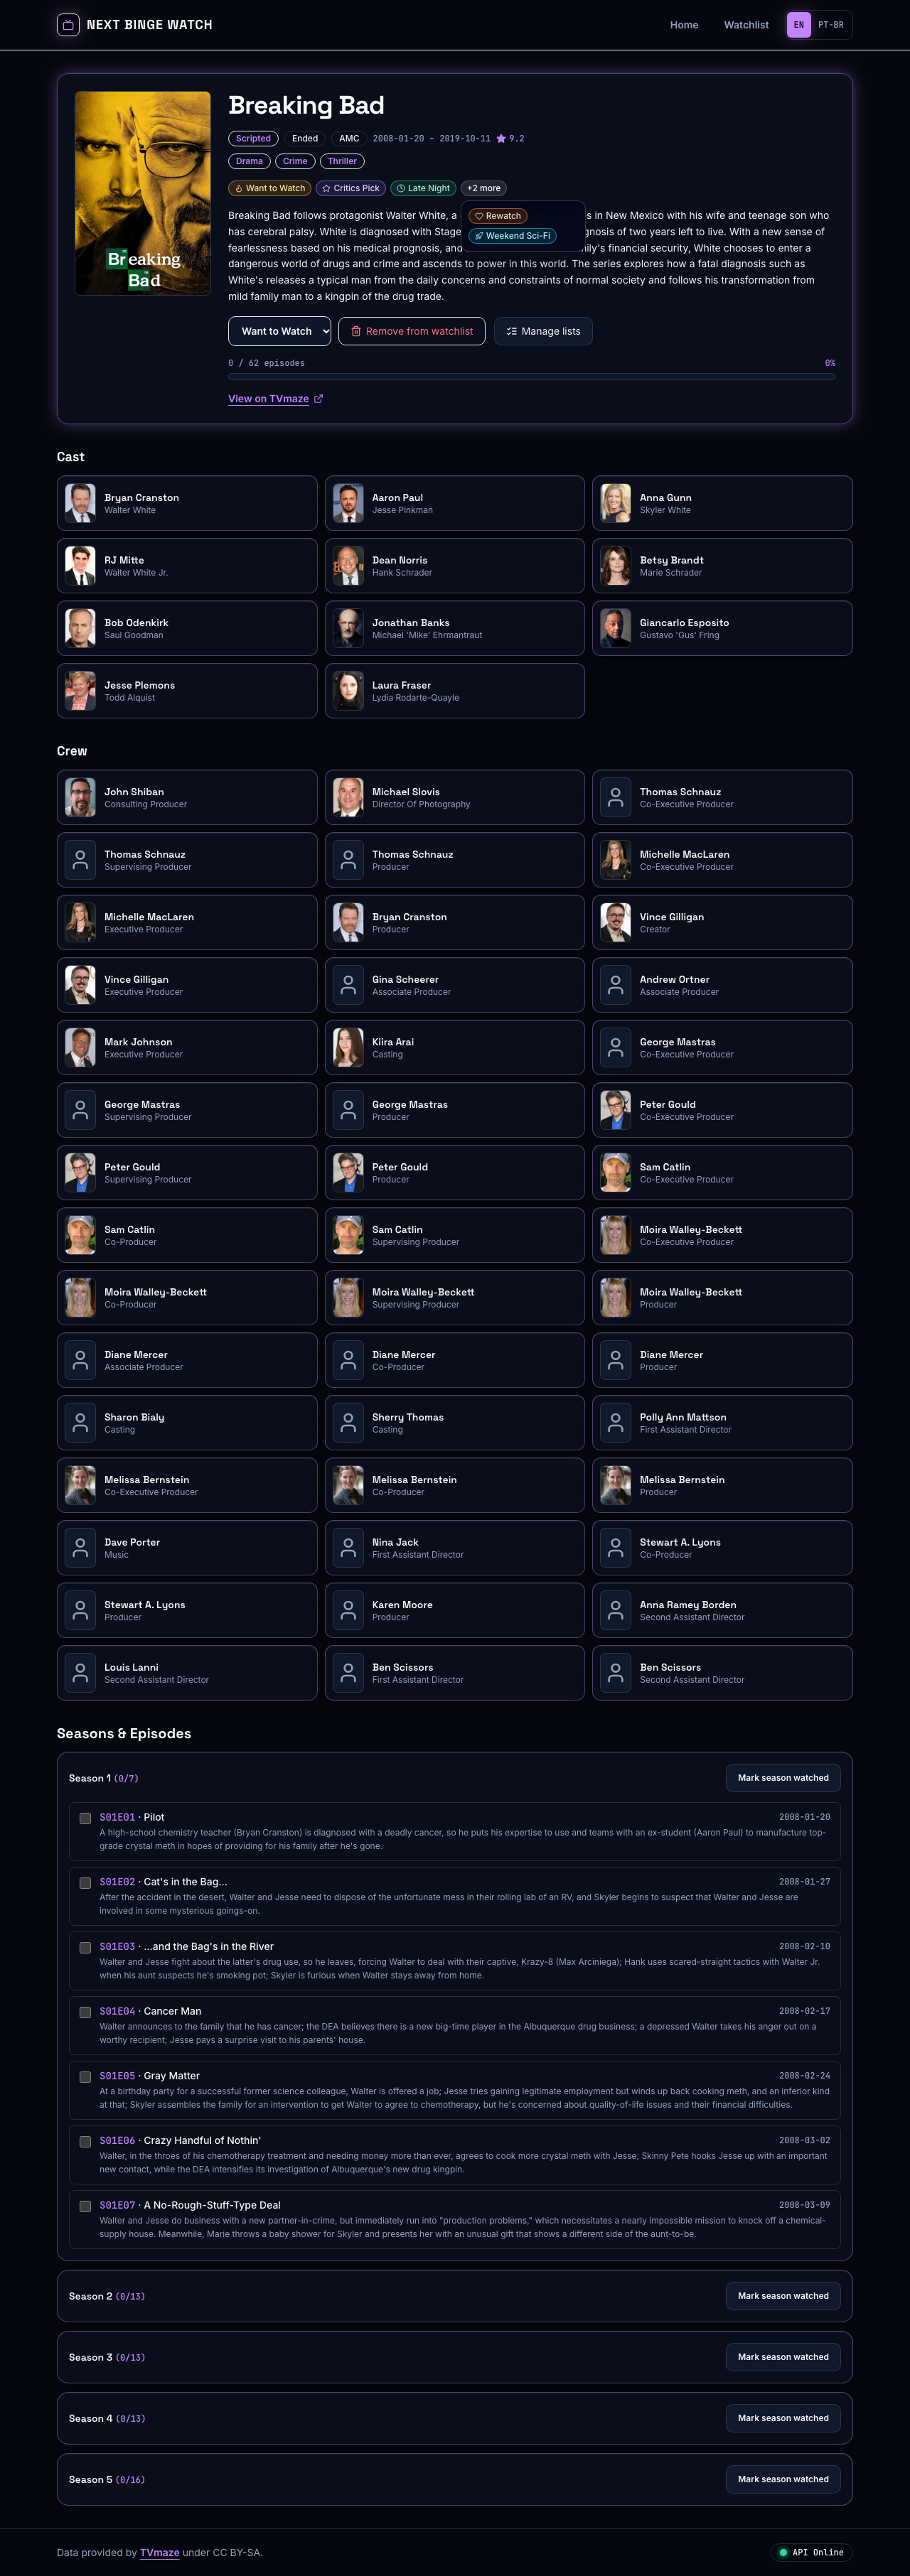 NEXT BINGE WATCH
Home
Watchlist
EN
PT-BR
Breaking Bad
Scripted
Ended
AMC
2008-01-20 – 2019-10-11
9.2
Drama
Crime
Thriller
Want to Watch
Critics Pick
Late Night
+2 more
Rewatch
Weekend Sci-Fi
Breaking Bad follows protagonist Walter White, a s in New Mexico with his wife and teenage son who
has cerebral palsy. White is diagnosed with Stage gnosis of two years left to live. With a new sense of
fearlessness based on his medical prognosis, and ily's financial security, White chooses to enter a
dangerous world of drugs and crime and ascends to power in this world. The series explores how a fatal diagnosis such as
White's releases a typical man from the daily concerns and constraints of normal society and follows his transformation from
mild family man to a kingpin of the drug trade.
Breaking
Bad
Want to Watch
Remove from watchlist
Manage lists
0 / 62 episodes
0%
View on TVmaze
Cast
Bryan Cranston
Walter White
Aaron Paul
Jesse Pinkman
Anna Gunn
Skyler White
RJ Mitte
Walter White Jr.
Dean Norris
Hank Schrader
Betsy Brandt
Marie Schrader
Bob Odenkirk
Saul Goodman
Jonathan Banks
Michael 'Mike' Ehrmantraut
Giancarlo Esposito
Gustavo 'Gus' Fring
Jesse Plemons
Todd Alquist
Laura Fraser
Lydia Rodarte-Quayle
Crew
John Shiban
Consulting Producer
Michael Slovis
Director Of Photography
Thomas Schnauz
Co-Executive Producer
Thomas Schnauz
Supervising Producer
Thomas Schnauz
Producer
Michelle MacLaren
Co-Executive Producer
Michelle MacLaren
Executive Producer
Bryan Cranston
Producer
Vince Gilligan
Creator
Vince Gilligan
Executive Producer
Gina Scheerer
Associate Producer
Andrew Ortner
Associate Producer
Mark Johnson
Executive Producer
Kiira Arai
Casting
George Mastras
Co-Executive Producer
George Mastras
Supervising Producer
George Mastras
Producer
Peter Gould
Co-Executive Producer
Peter Gould
Supervising Producer
Peter Gould
Producer
Sam Catlin
Co-Executive Producer
Sam Catlin
Co-Producer
Sam Catlin
Supervising Producer
Moira Walley-Beckett
Co-Executive Producer
Moira Walley-Beckett
Co-Producer
Moira Walley-Beckett
Supervising Producer
Moira Walley-Beckett
Producer
Diane Mercer
Associate Producer
Diane Mercer
Co-Producer
Diane Mercer
Producer
Sharon Bialy
Casting
Sherry Thomas
Casting
Polly Ann Mattson
First Assistant Director
Melissa Bernstein
Co-Executive Producer
Melissa Bernstein
Co-Producer
Melissa Bernstein
Producer
Dave Porter
Music
Nina Jack
First Assistant Director
Stewart A. Lyons
Co-Producer
Stewart A. Lyons
Producer
Karen Moore
Producer
Anna Ramey Borden
Second Assistant Director
Louis Lanni
Second Assistant Director
Ben Scissors
First Assistant Director
Ben Scissors
Second Assistant Director
Seasons & Episodes
Season 1 (0/7)
Mark season watched
S01E01 · Pilot
2008-01-20
A high-school chemistry teacher (Bryan Cranston) is diagnosed with a deadly cancer, so he puts his expertise to use and teams with an ex-student (Aaron Paul) to manufacture top-
grade crystal meth in hopes of providing for his family after he's gone.
S01E02 · Cat's in the Bag...
2008-01-27
After the accident in the desert, Walter and Jesse need to dispose of the unfortunate mess in their rolling lab of an RV, and Skyler begins to suspect that Walter and Jesse are
involved in some mysterious goings-on.
S01E03 · ...and the Bag's in the River
2008-02-10
Walter and Jesse fight about the latter's drug use, so he leaves, forcing Walter to deal with their captive, Krazy-8 (Max Arciniega); Hank uses scared-straight tactics with Walter Jr.
when his aunt suspects he's smoking pot; Skyler is furious when Walter stays away from home.
S01E04 · Cancer Man
2008-02-17
Walter announces to the family that he has cancer; the DEA believes there is a new big-time player in the Albuquerque drug business; a depressed Walter takes his anger out on a
worthy recipient; Jesse pays a surprise visit to his parents' house.
S01E05 · Gray Matter
2008-02-24
At a birthday party for a successful former science colleague, Walter is offered a job; Jesse tries gaining legitimate employment but winds up back cooking meth, and an inferior kind
at that; Skyler assembles the family for an intervention to get Walter to agree to chemotherapy, but he's concerned about quality-of-life issues and their financial difficulties.
S01E06 · Crazy Handful of Nothin'
2008-03-02
Walter, in the throes of his chemotherapy treatment and needing money more than ever, agrees to cook more crystal meth with Jesse; Skinny Pete hooks Jesse up with an important
new contact, while the DEA intensifies its investigation of Albuquerque's new drug kingpin.
S01E07 · A No-Rough-Stuff-Type Deal
2008-03-09
Walter and Jesse do business with a new partner-in-crime, but immediately run into "production problems," which necessitates a nearly impossible mission to knock off a chemical-
supply house. Meanwhile, Marie throws a baby shower for Skyler and presents her with an unusual gift that shows a different side of the aunt-to-be.
Season 2 (0/13)
Mark season watched
Season 3 (0/13)
Mark season watched
Season 4 (0/13)
Mark season watched
Season 5 (0/16)
Mark season watched
Data provided by TVmaze under CC BY-SA.
API Online